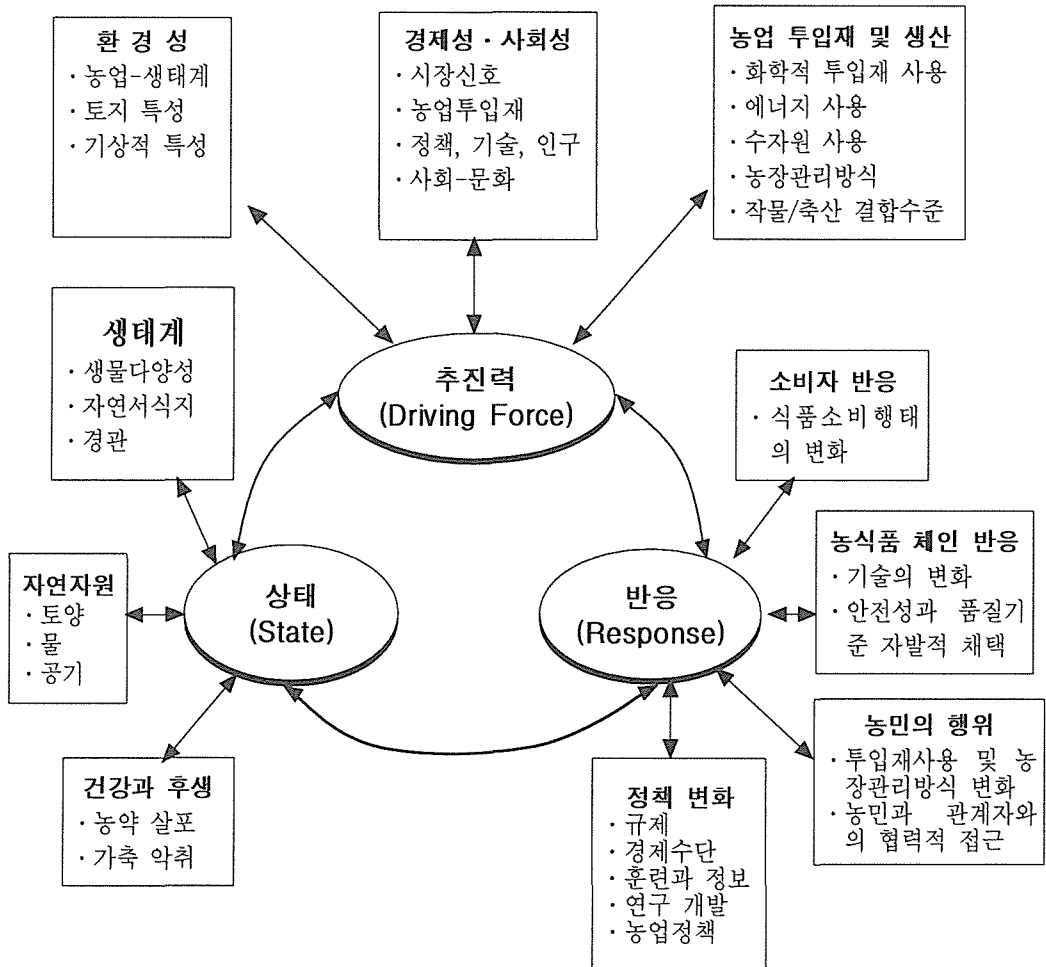 환 경 성
· 농업-생태계
· 토지 특성
· 기상적 특성
경제성 · 사회성
· 시장신호
· 농업투입재
· 정책, 기술, 인구
· 사회-문화
농업 투입재 및 생산
· 화학적 투입재 사용
· 에너지 사용
· 수자원 사용
· 농장관리방식
· 작물/축산 결합수준
생태계
· 생물다양성
· 자연서식지
· 경관
추진력
(Driving Force)
소비자 반응
· 식품소비행태
의 변화
자연자원
· 토양
· 물
· 공기
상태
(State)
반응
(Response)
농식품 체인 반응
· 기술의 변화
· 안전성과 품질기
준 자발적 채택
건강과 후생
· 농약 살포
· 가축 악취
정책 변화
· 규제
· 경제수단
· 훈련과 정보
· 연구 개발
· 농업정책
농민의 행위
· 투입재사용 및 농
장관리방식 변화
· 농민과 관계자와
의 협력적 접근